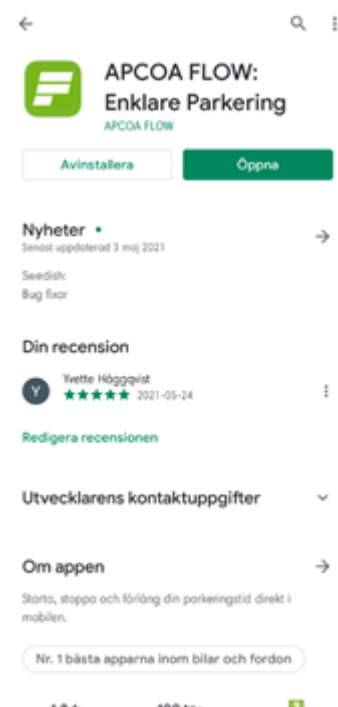 APCOA FLOW:
Enklare Parkering
APCOA FLOW
Avinstallera
Öppna
Nyheter
Senast uppdaterad 3 maj 2021
Swedish:
Bug fixar
Din recension
Y
Yvette Häggqvist
2021-05-24
Redigera recensionen
Utvecklarens kontaktuppgifter
Om appen
Starta, stoppa och förläng din parkeringstid direkt i
mobilen.
Nr. 1 bästa apparna inom bilar och fordon